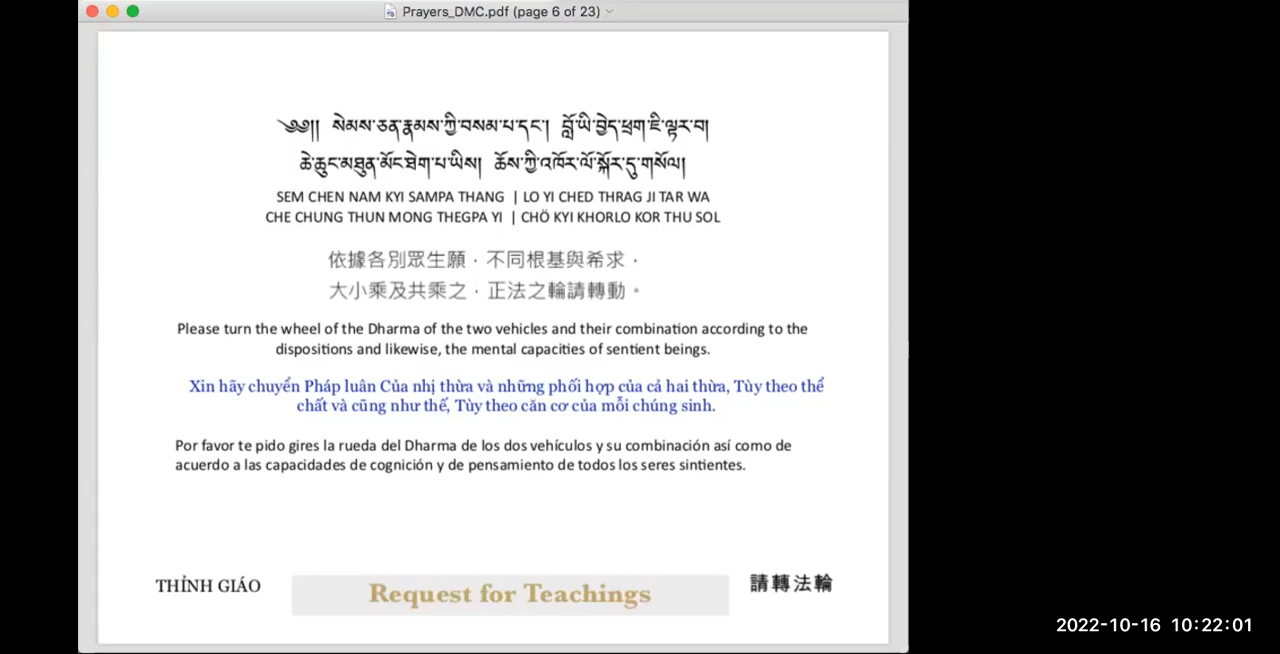 Prayers_DMC.pdf (page 6 of 23)
༄༅།། སེམས་ཅན་རྣམས་ཀྱི་བསམ་པ་དང་། བློ་ཡི་བྱེད་ཕྲག་ཇི་ལྟར་བ།
ཆེ་ཆུང་མཐུན་མོང་ཐེག་པ་ཡིས། ཆོས་ཀྱི་འཁོར་ལོ་སྐོར་དུ་གསོལ།
SEM CHEN NAM KYI SAMPA THANG | LO YI CHED THRAG JI TAR WA
CHE CHUNG THUN MONG THEGPA YI | CHÖ KYI KHORLO KOR THU SOL
依據各別眾生願，不同根基與希求，
大小乘及共乘之，正法之輪請轉動。
Please turn the wheel of the Dharma of the two vehicles and their combination according to the
dispositions and likewise, the mental capacities of sentient beings.
Xin hãy chuyển Pháp luân Của nhị thừa và những phối hợp của cả hai thừa, Tùy theo thể
chất và cũng như thế, Tùy theo căn cơ của mỗi chúng sinh.
Por favor te pido gires la rueda del Dharma de los dos vehículos y su combinación así como de
acuerdo a las capacidades de cognición y de pensamiento de todos los seres sintientes.
THỈNH GIÁO Request for Teachings 請轉法輪
2022-10-16 10:22:01